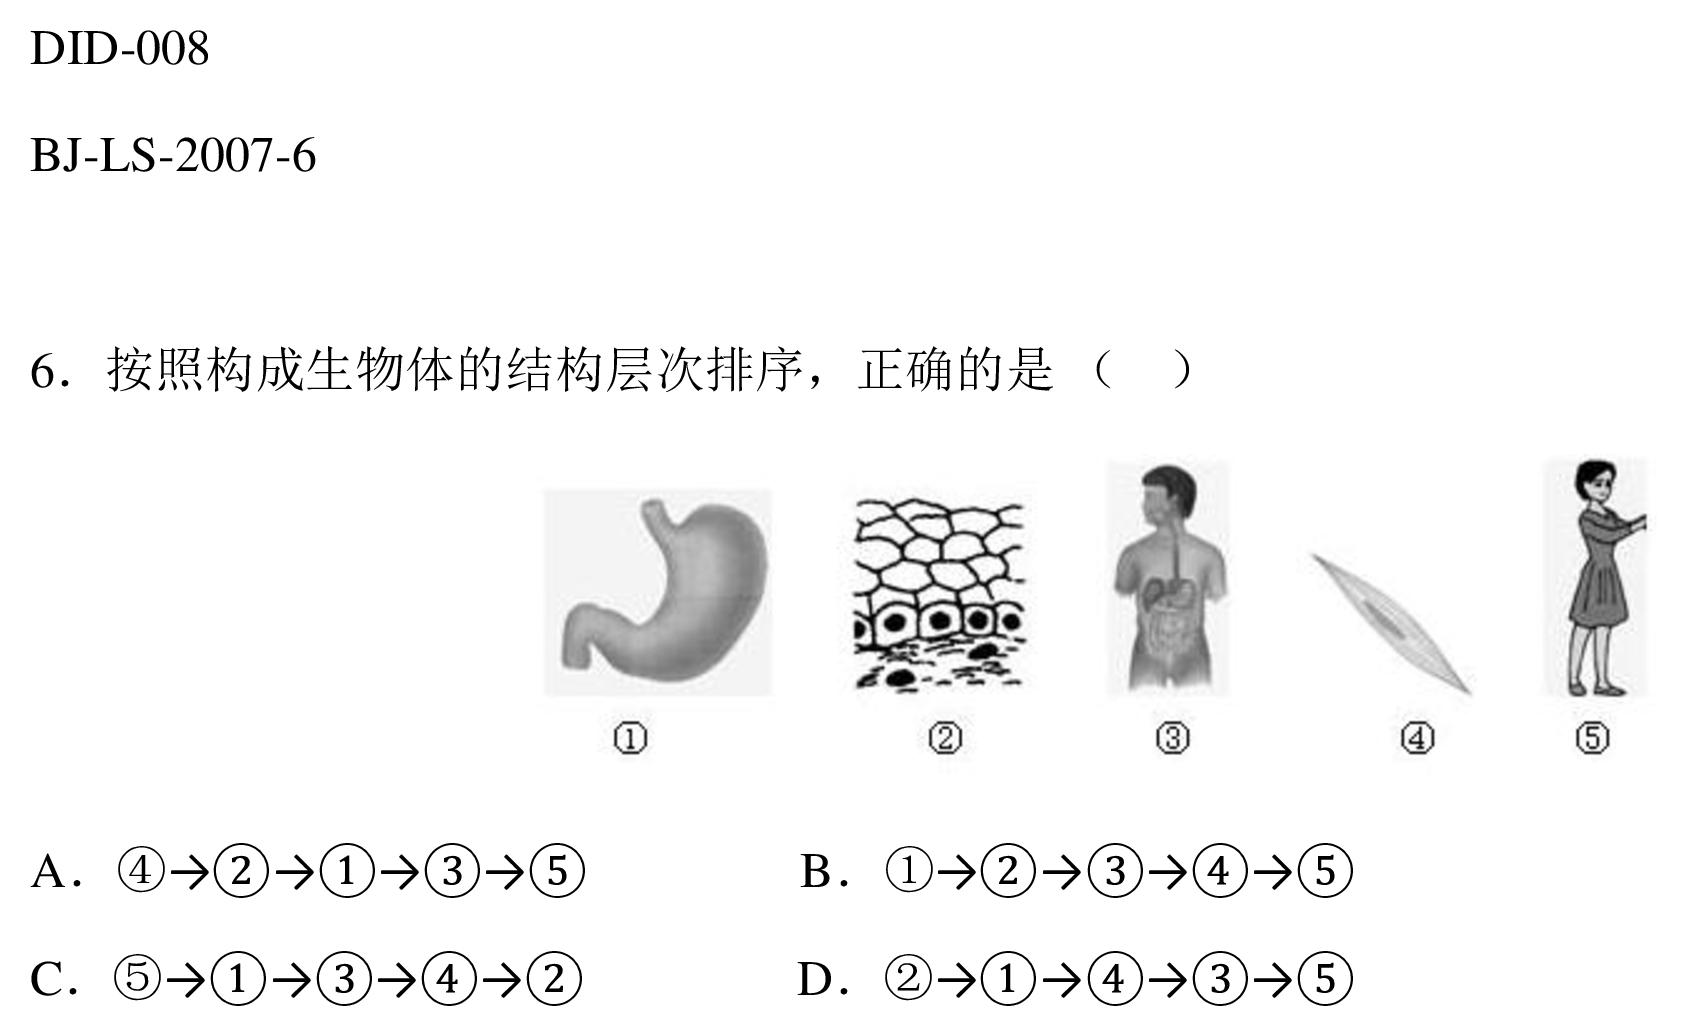 DID-008
BJ-LS-2007-6
6. 按照构成生物体的结构层次排序，正确的是 （ ）
① ② ③ ④ ⑤
A. ④→②→①→③→⑤ B. ①→②→③→④→⑤
C. ⑤→①→③→④→② D. ②→①→④→③→⑤